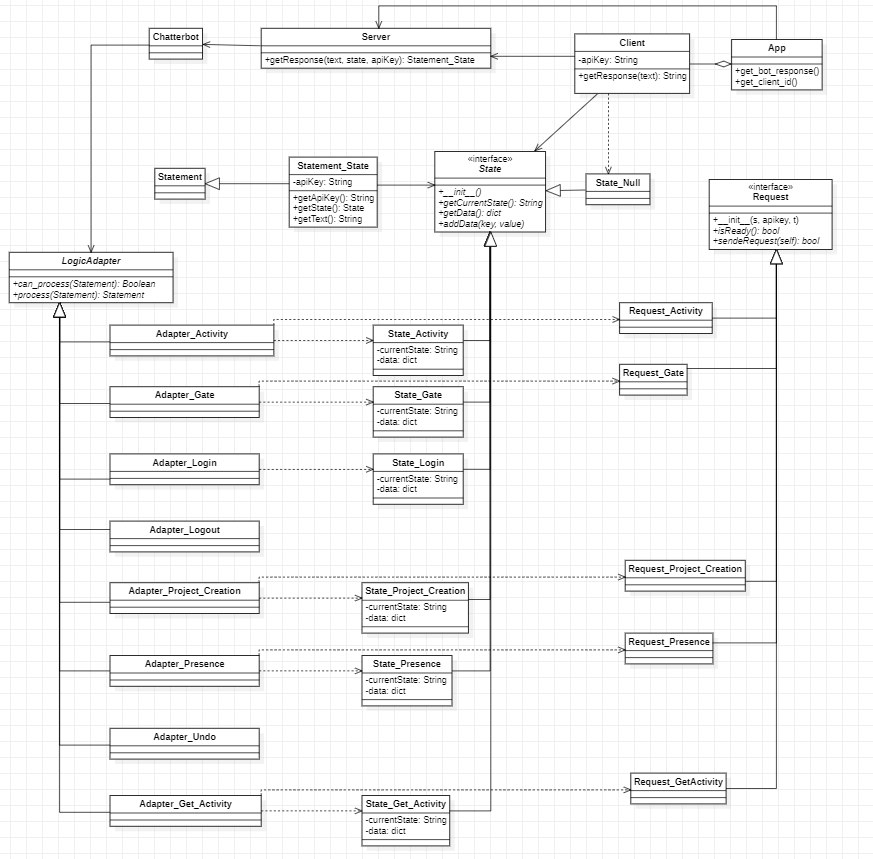 Chatterbot
Server
+getResponse(text, state, apiKey): Statement_State
Client
-apiKey: String
+getResponse(text): String
App
+get_bot_response()
+get_client_id()
Statement
Statement_State
-apiKey: String
+getApiKey(): String
+getState(): State
+getText(): String
«interface»
State
+__init__()
+getCurrentState(): String
+getData(): dict
+addData(key, value)
State_Null
«interface»
Request
+__init__(s, apikey, t)
+isReady(): bool
+sendeRequest(self): bool
LogicAdapter
+can_process(Statement): Boolean
+process(Statement): Statement
Adapter_Activity
State_Activity
-currentState: String
-data: dict
Request_Activity
Adapter_Gate
State_Gate
-currentState: String
-data: dict
Request_Gate
Adapter_Login
State_Login
-currentState: String
-data: dict
Adapter_Logout
Adapter_Project_Creation
State_Project_Creation
-currentState: String
-data: dict
Request_Project_Creation
Adapter_Presence
State_Presence
-currentState: String
-data: dict
Request_Presence
Adapter_Undo
Adapter_Get_Activity
State_Get_Activity
-currentState: String
-data: dict
Request_GetActivity